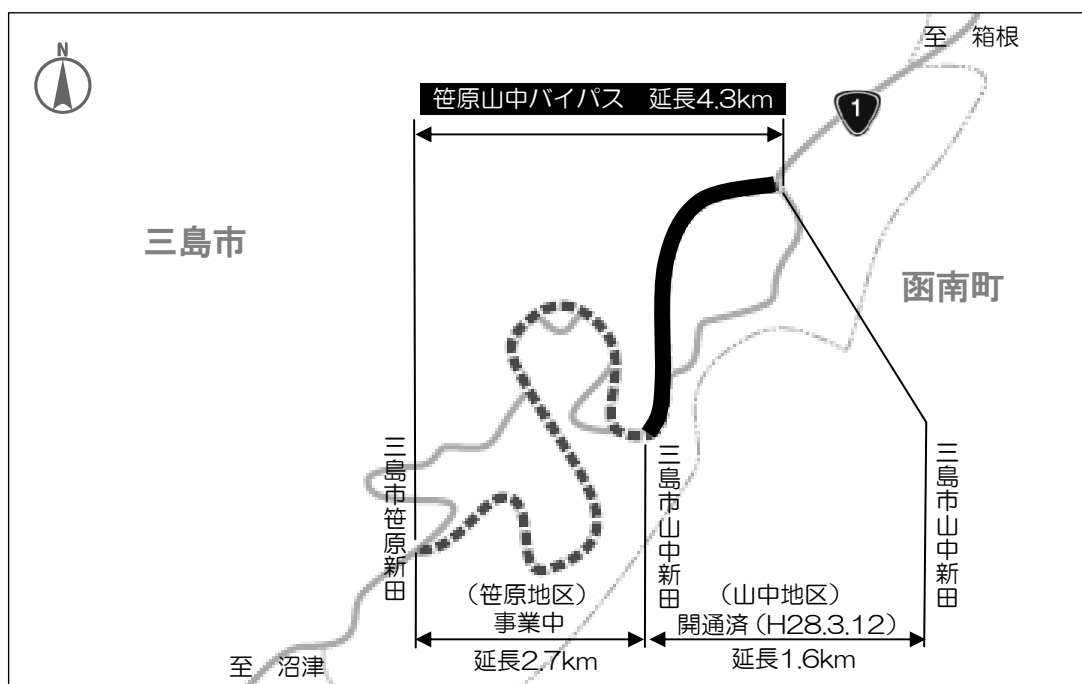 N
至 箱根
笹原山中バイパス 延長4.3km
1
三島市
函南町
三島市笹原新田
三島市山中新田
三島市山中新田
(笹原地区)
事業中
延長2.7km
(山中地区)
開通済(H28.3.12)
延長1.6km
至 沼津